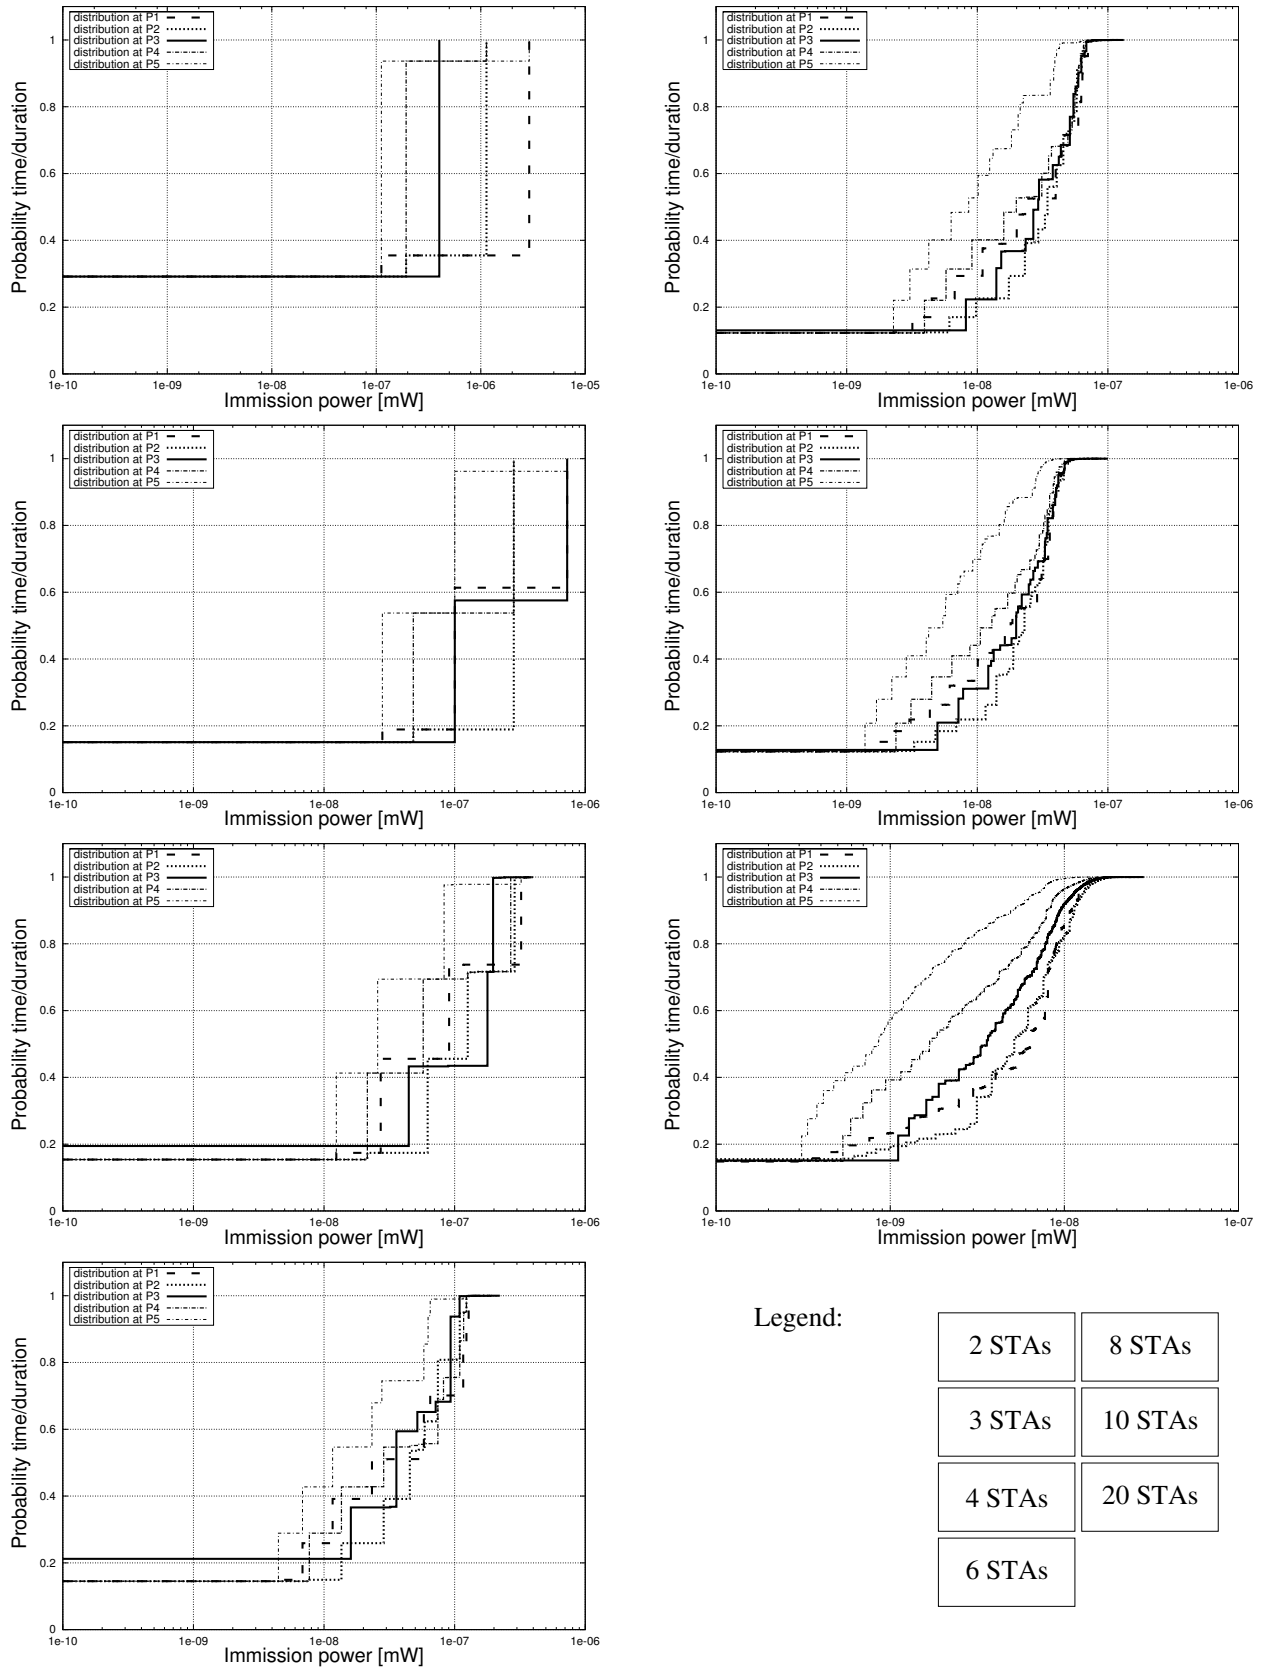 distribution at P1
distribution at P2
distribution at P3
distribution at P4
distribution at P5
1
0.8
0.6
0.4
0.2
0
Probability time/duration
1e-10 1e-09 1e-08 1e-07 1e-06 1e-05
Immission power [mW]
distribution at P1
distribution at P2
distribution at P3
distribution at P4
distribution at P5
1
0.8
0.6
0.4
0.2
0
Probability time/duration
1e-10 1e-09 1e-08 1e-07 1e-06
Immission power [mW]
distribution at P1
distribution at P2
distribution at P3
distribution at P4
distribution at P5
1
0.8
0.6
0.4
0.2
0
Probability time/duration
1e-10 1e-09 1e-08 1e-07 1e-06
Immission power [mW]
distribution at P1
distribution at P2
distribution at P3
distribution at P4
distribution at P5
1
0.8
0.6
0.4
0.2
0
Probability time/duration
1e-10 1e-09 1e-08 1e-07 1e-06
Immission power [mW]
distribution at P1
distribution at P2
distribution at P3
distribution at P4
distribution at P5
1
0.8
0.6
0.4
0.2
0
Probability time/duration
1e-10 1e-09 1e-08 1e-07 1e-06
Immission power [mW]
distribution at P1
distribution at P2
distribution at P3
distribution at P4
distribution at P5
1
0.8
0.6
0.4
0.2
0
Probability time/duration
1e-10 1e-09 1e-08 1e-07
Immission power [mW]
distribution at P1
distribution at P2
distribution at P3
distribution at P4
distribution at P5
1
0.8
0.6
0.4
0.2
0
Probability time/duration
1e-10 1e-09 1e-08 1e-07 1e-06
Immission power [mW]
Legend:
2 STAs 8 STAs
3 STAs 10 STAs
4 STAs 20 STAs
6 STAs